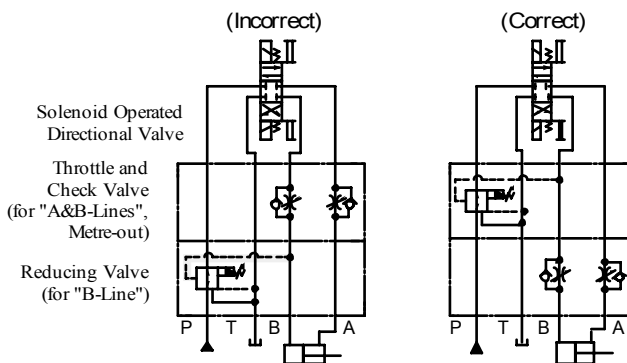 (Incorrect)
(Correct)
Solenoid Operated
Directional Valve
Throttle and
Check Valve
(for "A&B-Lines",
Metre-out)
Reducing Valve
(for "B-Line")
P T B A
P T B A